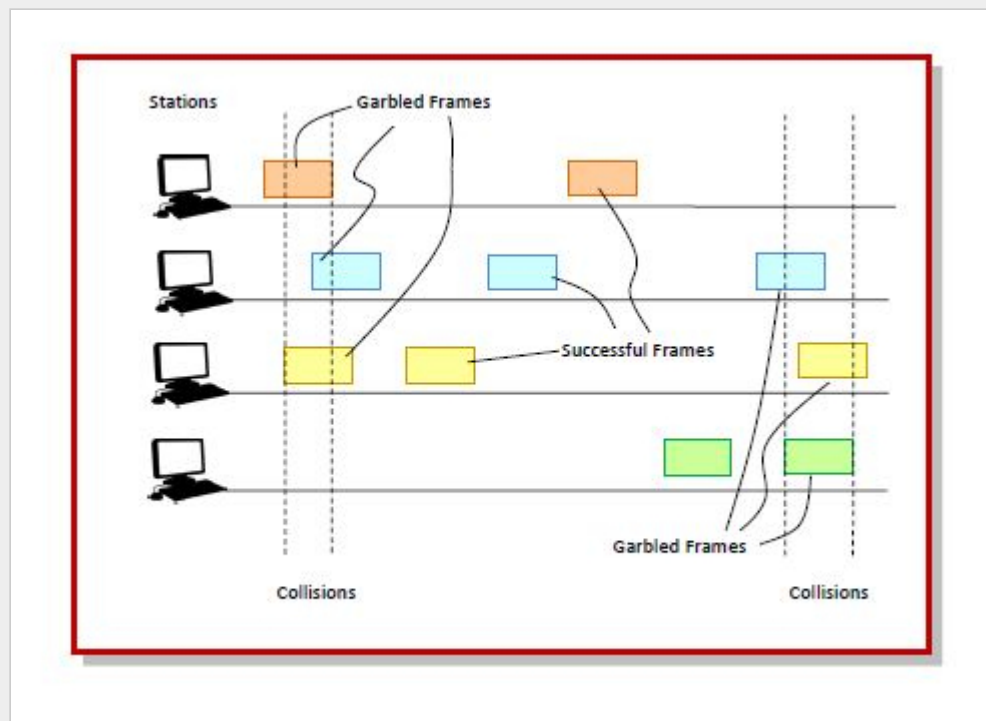 Stations
Garbled Frames
Successful Frames
Garbled Frames
Collisions
Collisions